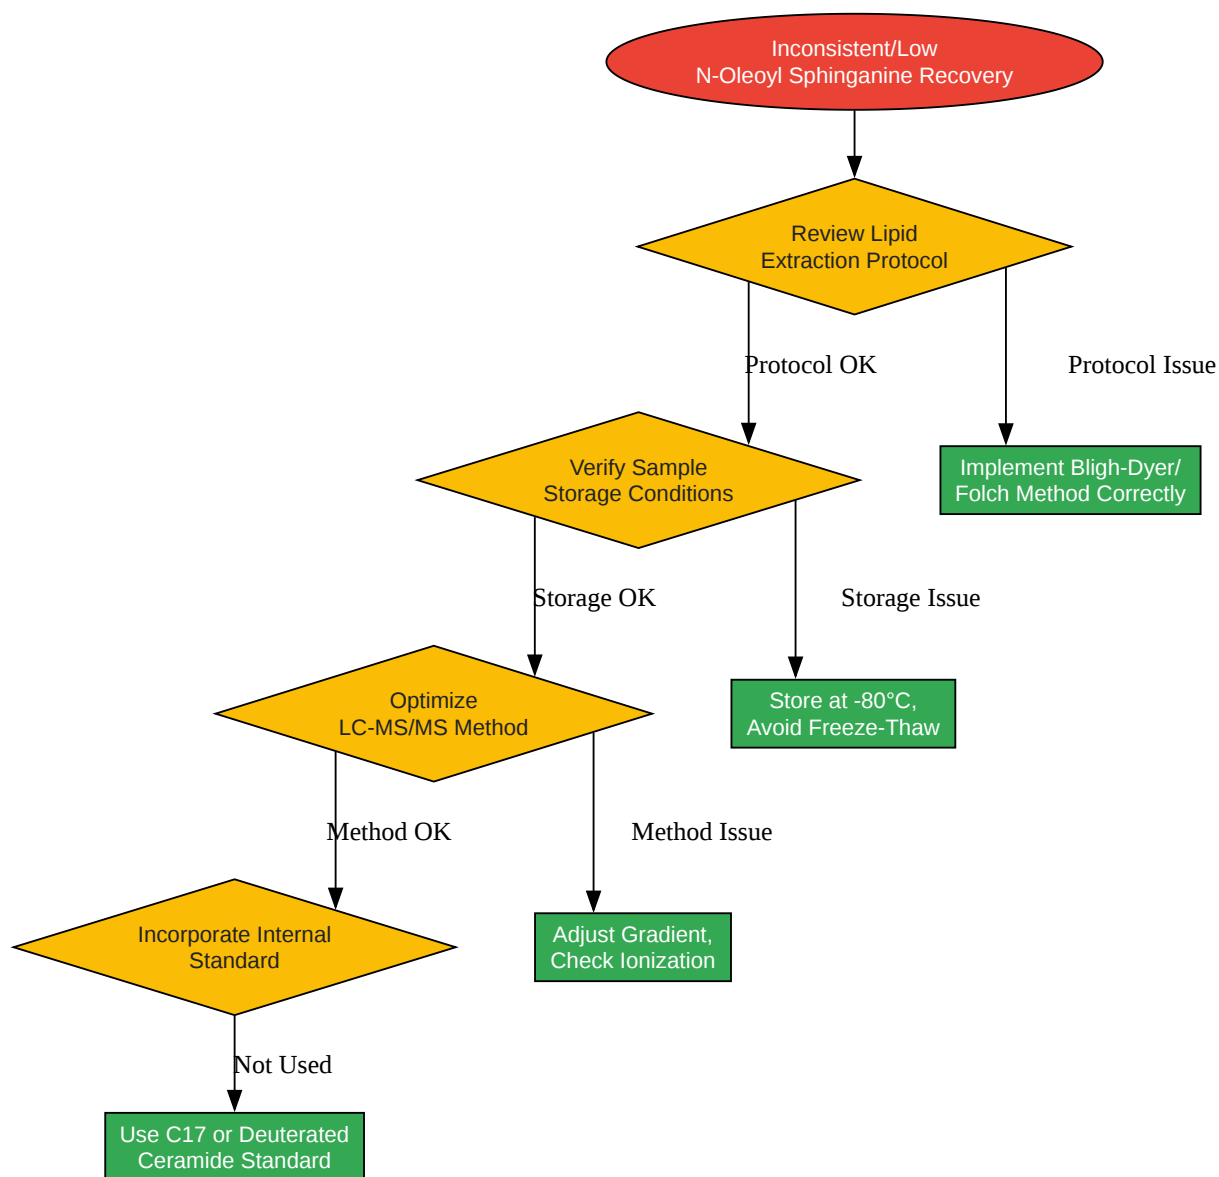 Inconsistent/Low
N-Oleoyl Sphinganine Recovery
Review Lipid
Extraction Protocol
Protocol OK
Protocol Issue
Verify Sample
Storage Conditions
Implement Bligh-Dyer/
Folch Method Correctly
Storage OK
Storage Issue
Optimize
LC-MS/MS Method
Store at -80°C,
Avoid Freeze-Thaw
Method OK
Method Issue
Incorporate Internal
Standard
Adjust Gradient,
Check Ionization
Not Used
Use C17 or Deuterated
Ceramide Standard